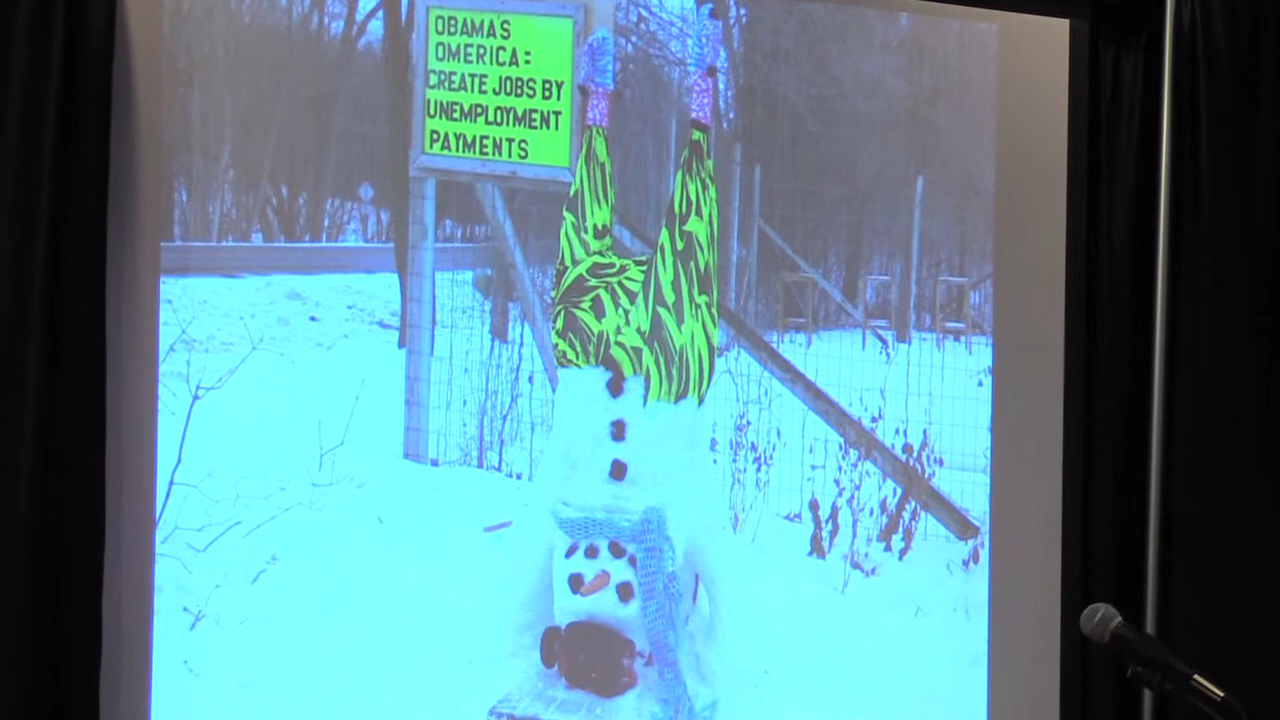 OBAMA'S
OMERICA =
CREATE JOBS BY
UNEMPLOYMENT
PAYMENTS